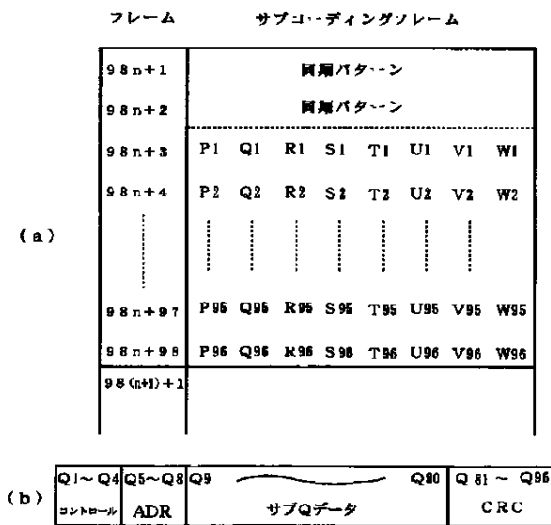 フレーム サブコーディングフレーム
98n+1 同期パターン
98n+2 同期パターン
98n+3 P1 Q1 R1 S1 T1 U1 V1 W1
98n+4 P2 Q2 R2 S2 T2 U2 V2 W2
(a)
98n+97 P95 Q95 R95 S95 T95 U95 V95 W95
98n+98 P96 Q96 R96 S96 T96 U96 V96 W96
98(n+1)+1
Q1~Q4 Q5~Q8 Q9 Q80 Q81~Q96
(b) コントロール ADR サブQデータ CRC